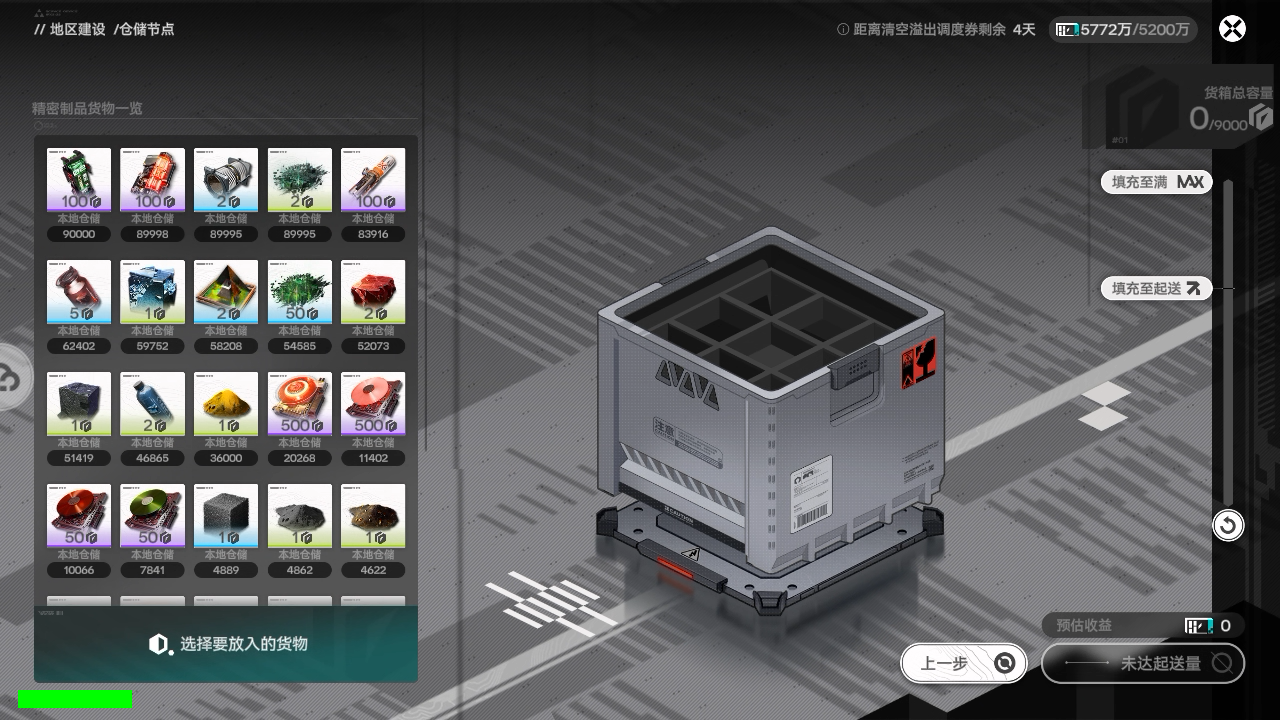 // 地区建设 /仓储节点
距离清空溢出调度券剩余 4天
5772万/5200万
精密制品货物一览
货箱总容量
0/9000
#01
填充至满 MAX
填充至起送
100 100 2 2 100
本地仓储 本地仓储 本地仓储 本地仓储 本地仓储
90000 89998 89995 89995 83916
5 1 2 50 2
本地仓储 本地仓储 本地仓储 本地仓储 本地仓储
62402 59752 58208 54585 52073
1 2 1 500 500
本地仓储 本地仓储 本地仓储 本地仓储 本地仓储
51419 46865 36000 20268 11402
50 50 1 1 1
本地仓储 本地仓储 本地仓储 本地仓储 本地仓储
10066 7841 4889 4862 4622
注意
CAUTION
选择要放入的货物
预估收益 0
上一步
未达起送量